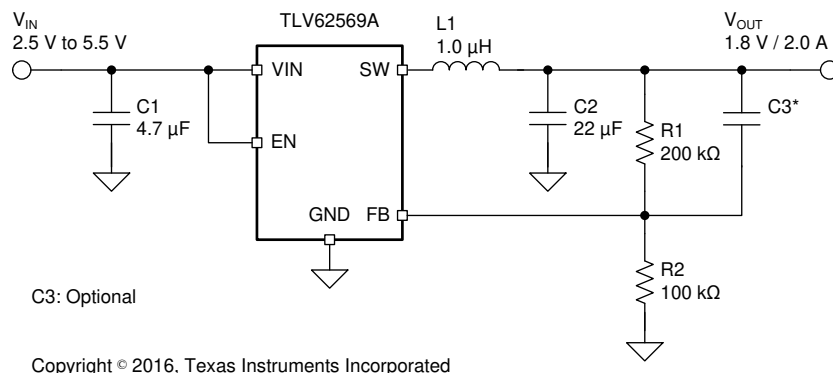 V_IN
2.5 V to 5.5 V
TLV62569A
L1
1.0 µH
V_OUT
1.8 V / 2.0 A
VIN
SW
C1
4.7 µF
EN
C2
22 µF
R1
200 kΩ
C3*
GND
FB
R2
100 kΩ
C3: Optional
Copyright © 2016, Texas Instruments Incorporated